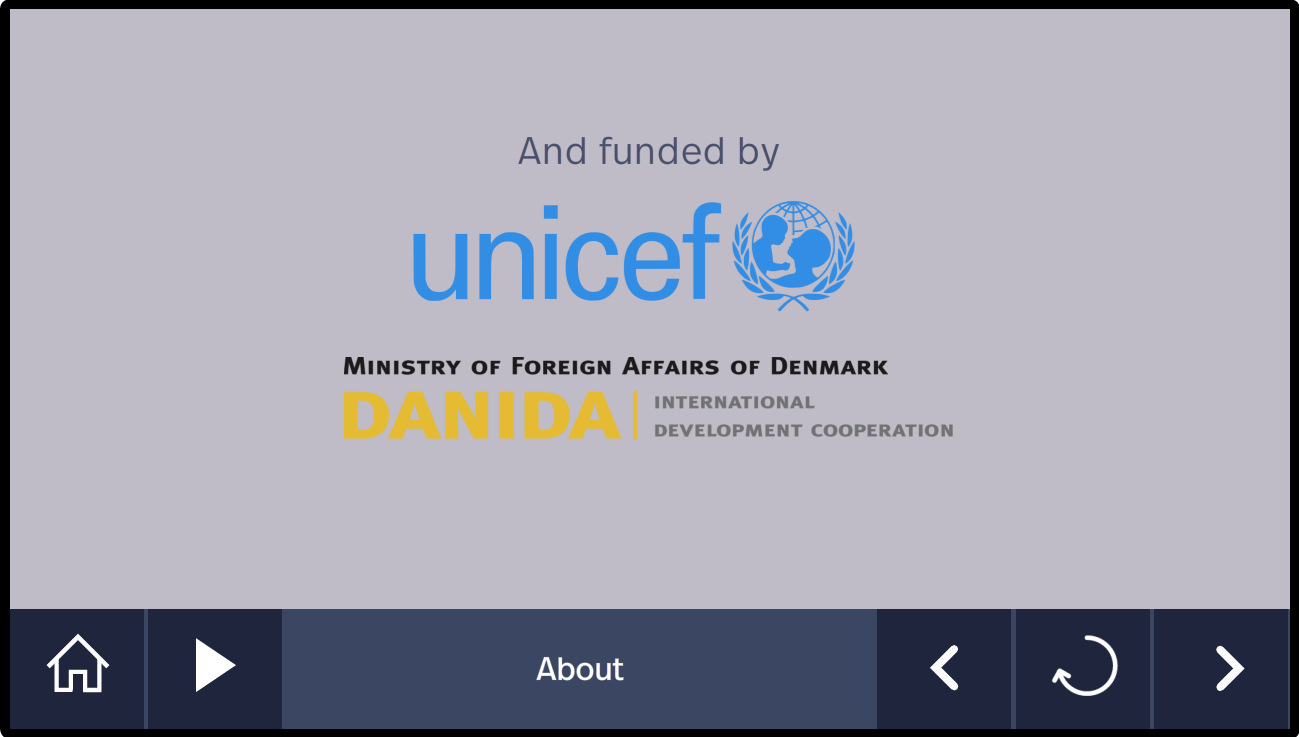 And funded by
unicef
MINISTRY OF FOREIGN AFFAIRS OF DENMARK
DANIDA
INTERNATIONAL
DEVELOPMENT COOPERATION
About